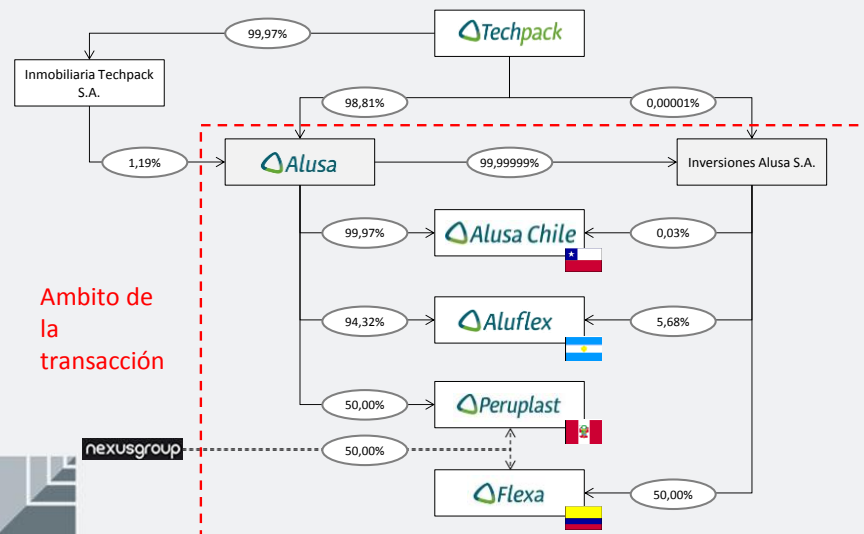 Techpack
99,97%
Inmobiliaria Techpack
S.A.
98,81%
0,00001%
1,19%
Alusa
99,99999%
Inversiones Alusa S.A.
99,97%
Alusa Chile
0,03%
Ambito de
la
transacción
94,32%
Aluflex
5,68%
50,00%
Peruplast
nexusgroup
50,00%
Flexa
50,00%